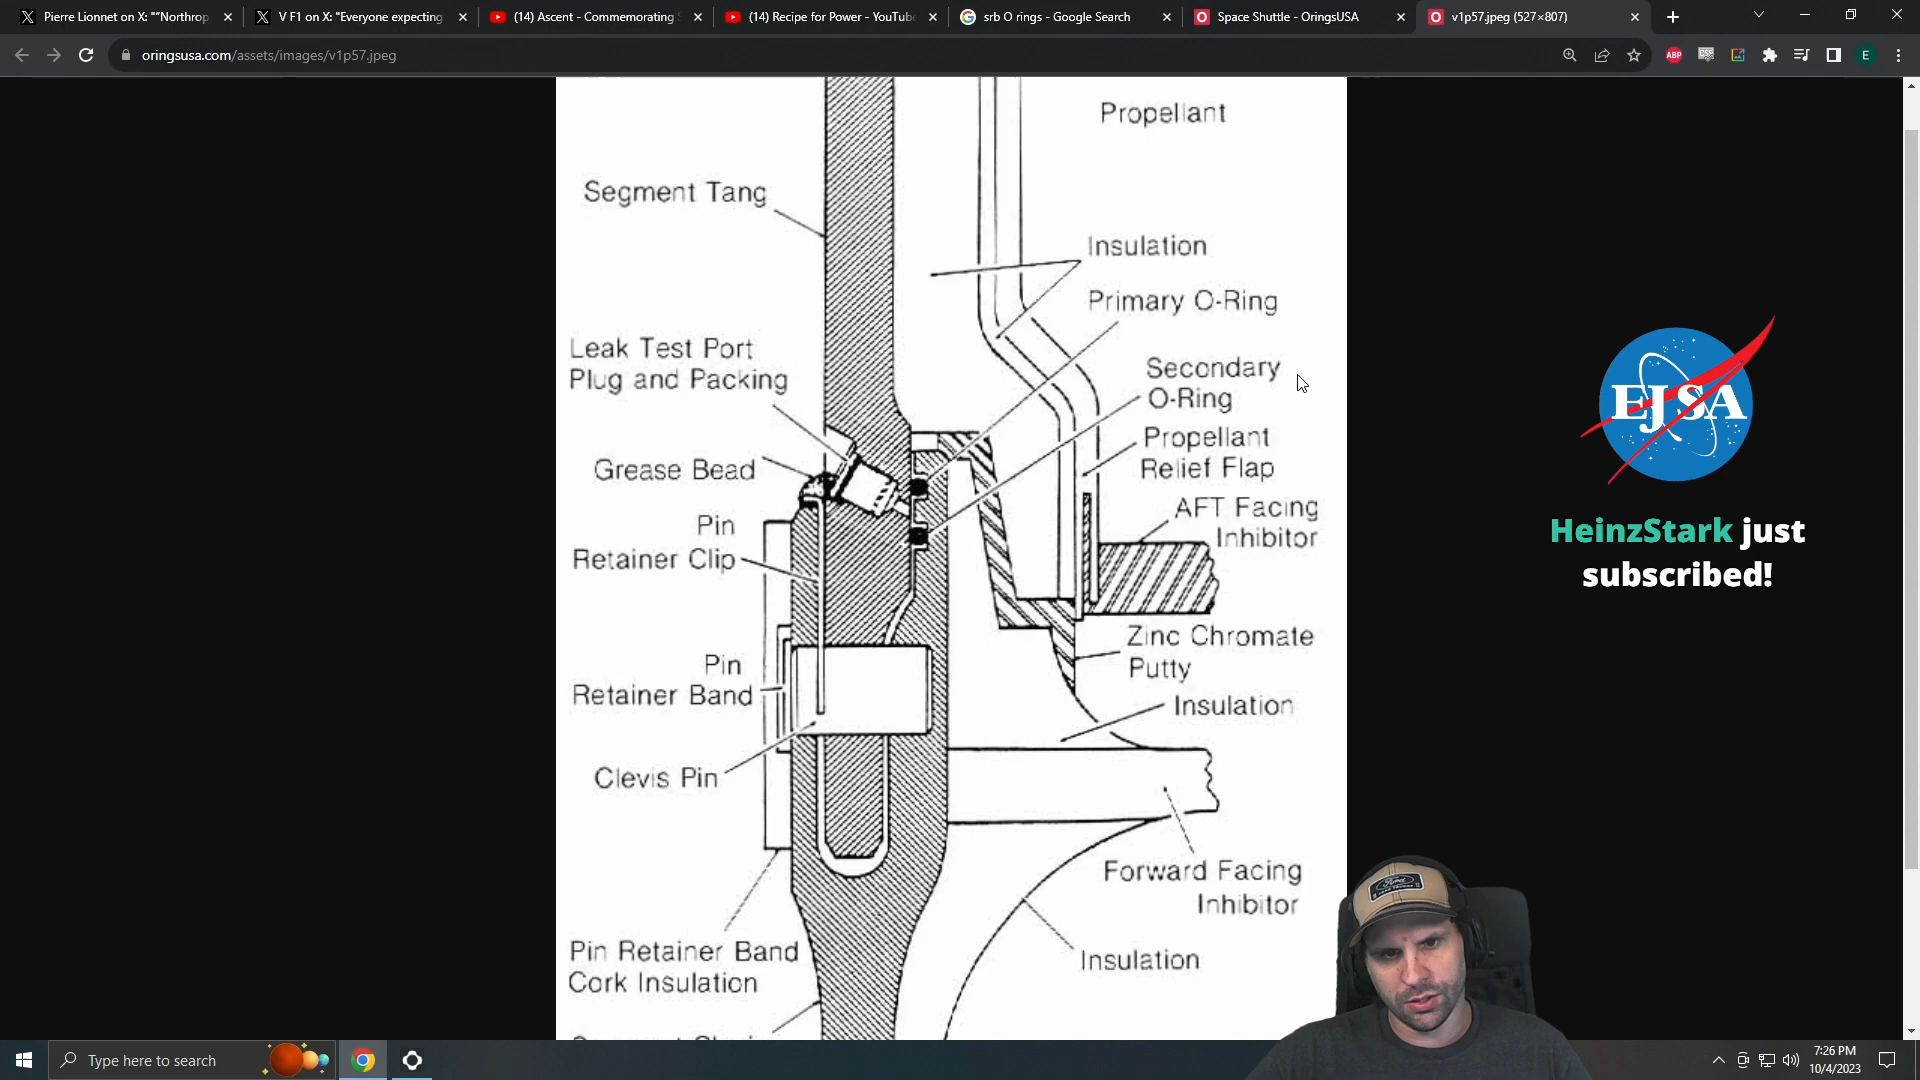 Pierre Lionnet on X: "“Northrop
V F1 on X: "Everyone expecting
(14) Ascent - Commemorating
(14) Recipe for Power - YouTube
srb O rings - Google Search
Space Shuttle - OringsUSA
v1p57.jpeg (527×807)
oringsusa.com/assets/images/v1p57.jpeg
ABP
E
Propellant
Segment Tang
Insulation
Primary O-Ring
Leak Test Port
Plug and Packing
Secondary
O-Ring
Propellant
Relief Flap
Grease Bead
AFT Facing
Inhibitor
Pin
Retainer Clip
Zinc Chromate
Putty
Pin
Retainer Band
Insulation
Clevis Pin
Forward Facing
Inhibitor
Pin Retainer Band
Cork Insulation
Insulation
EJSA
HeinzStark just
subscribed!
Ford
Type here to search
7:26 PM
10/4/2023